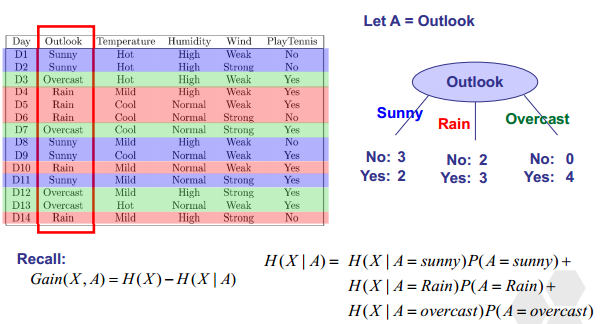 Let A = Outlook
Day Outlook Temperature Humidity Wind PlayTennis
D1 Sunny Hot High Weak No
D2 Sunny Hot High Strong No
D3 Overcast Hot High Weak Yes
D4 Rain Mild High Weak Yes
D5 Rain Cool Normal Weak Yes
D6 Rain Cool Normal Strong No
D7 Overcast Cool Normal Strong Yes
D8 Sunny Mild High Weak No
D9 Sunny Cool Normal Weak Yes
D10 Rain Mild Normal Weak Yes
D11 Sunny Mild Normal Strong Yes
D12 Overcast Mild High Strong Yes
D13 Overcast Hot Normal Weak Yes
D14 Rain Mild High Strong No
Outlook
Sunny Rain Overcast
No: 3 No: 2 No: 0
Yes: 2 Yes: 3 Yes: 4
Recall:
Gain(X, A) = H(X) − H(X | A)
H(X | A) = H(X | A = sunny)P(A = sunny) +
H(X | A = Rain)P(A = Rain) +
H(X | A = overcast)P(A = overcast)